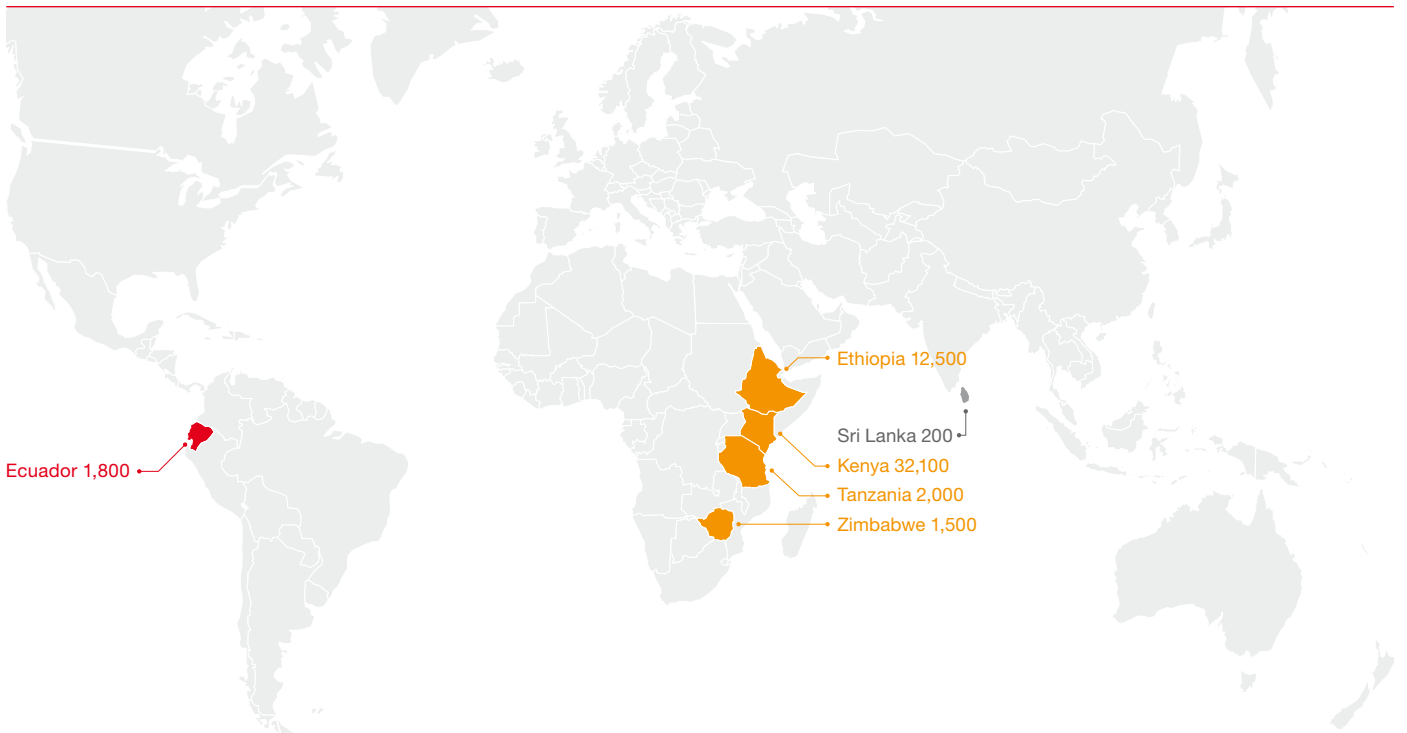 Ethiopia 12,500
Sri Lanka 200
Kenya 32,100
Ecuador 1,800
Tanzania 2,000
Zimbabwe 1,500